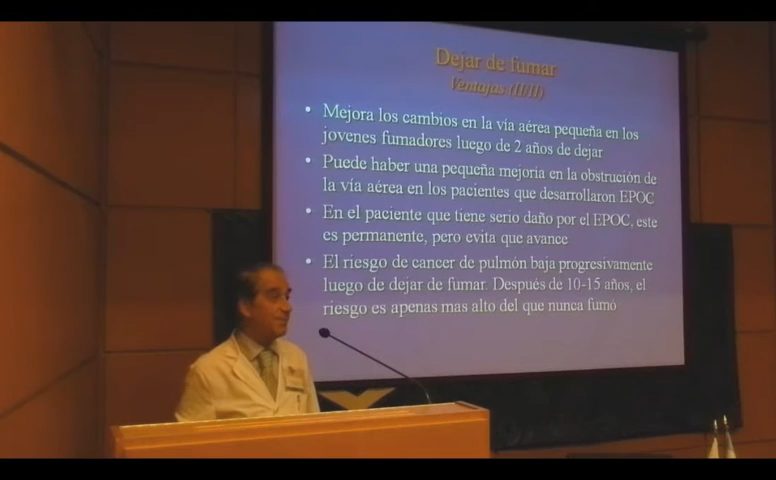 Dejar de fumar
Ventajas (II/II)
• Mejora los cambios en la vía aérea pequeña en los
jovenes fumadores luego de 2 años de dejar
• Puede haber una pequeña mejoria en la obstrución de
la vía aérea en los pacientes que desarrollaron EPOC
• En el paciente que tiene serio daño por el EPOC, este
es permanente, pero evita que avance
• El riesgo de cancer de pulmón baja progresivamente
luego de dejar de fumar. Después de 10-15 años, el
riesgo es apenas mas alto del que nunca fumó